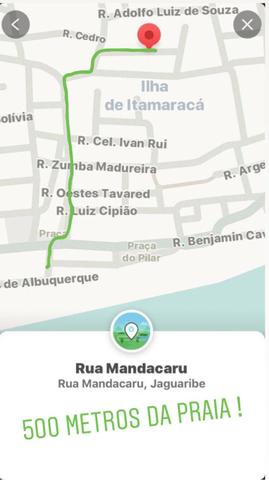 R. Adolfo Luiz de Souza
R. Cedro
Ilha
de Itamaracá
olívia
R. Cel. Ivan Rui
R. Zumba Madureira
R. Arge
R. Oestes Tavared
R. Luiz Cipião
Praça
R. Benjamin Cav
Praça
do Pilar
de Albuquerque
Rua Mandacaru
Rua Mandacaru, Jaguaribe
500 METROS DA PRAIA !